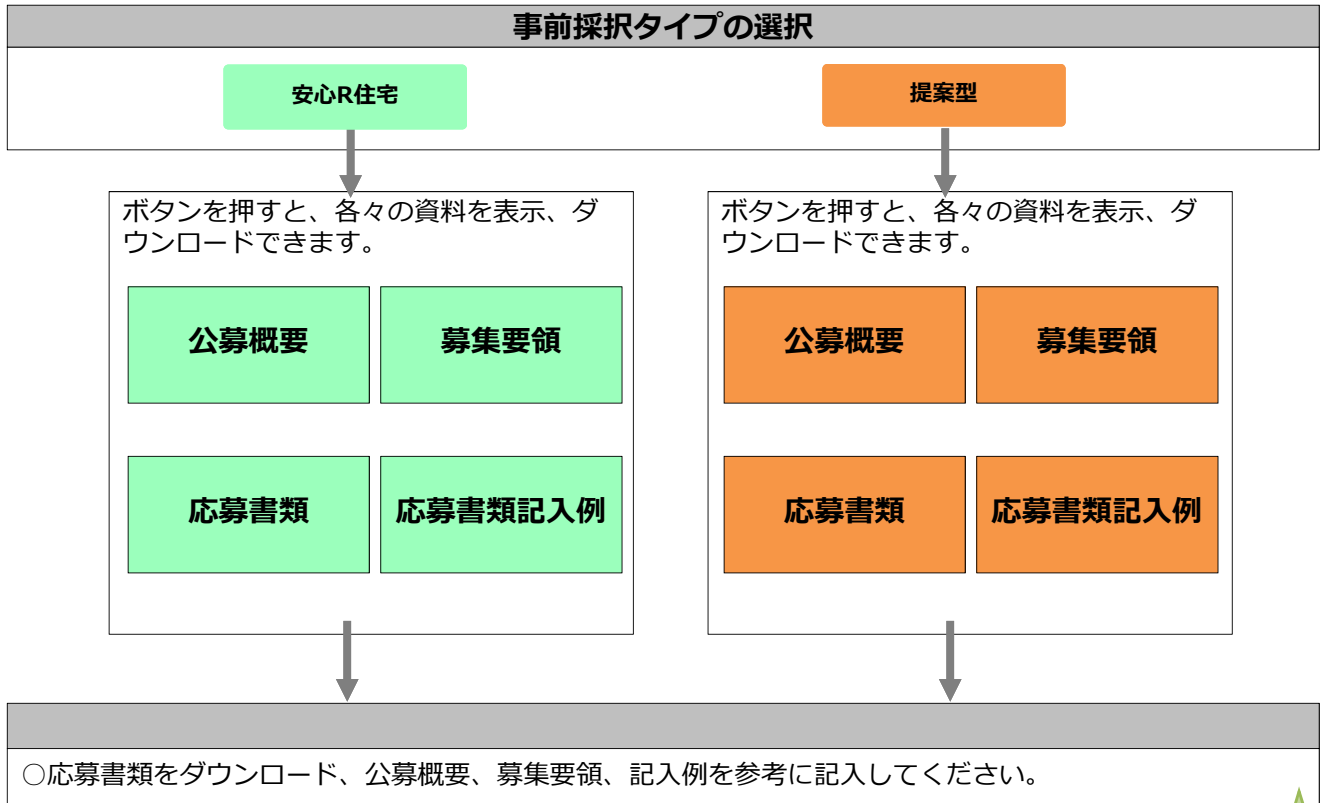 事前採択タイプの選択
安心R住宅
提案型
ボタンを押すと、各々の資料を表示、ダ
ウンロードできます。
公募概要
募集要領
応募書類
応募書類記入例
ボタンを押すと、各々の資料を表示、ダ
ウンロードできます。
公募概要
募集要領
応募書類
応募書類記入例
○応募書類をダウンロード、公募概要、募集要領、記入例を参考に記入してください。